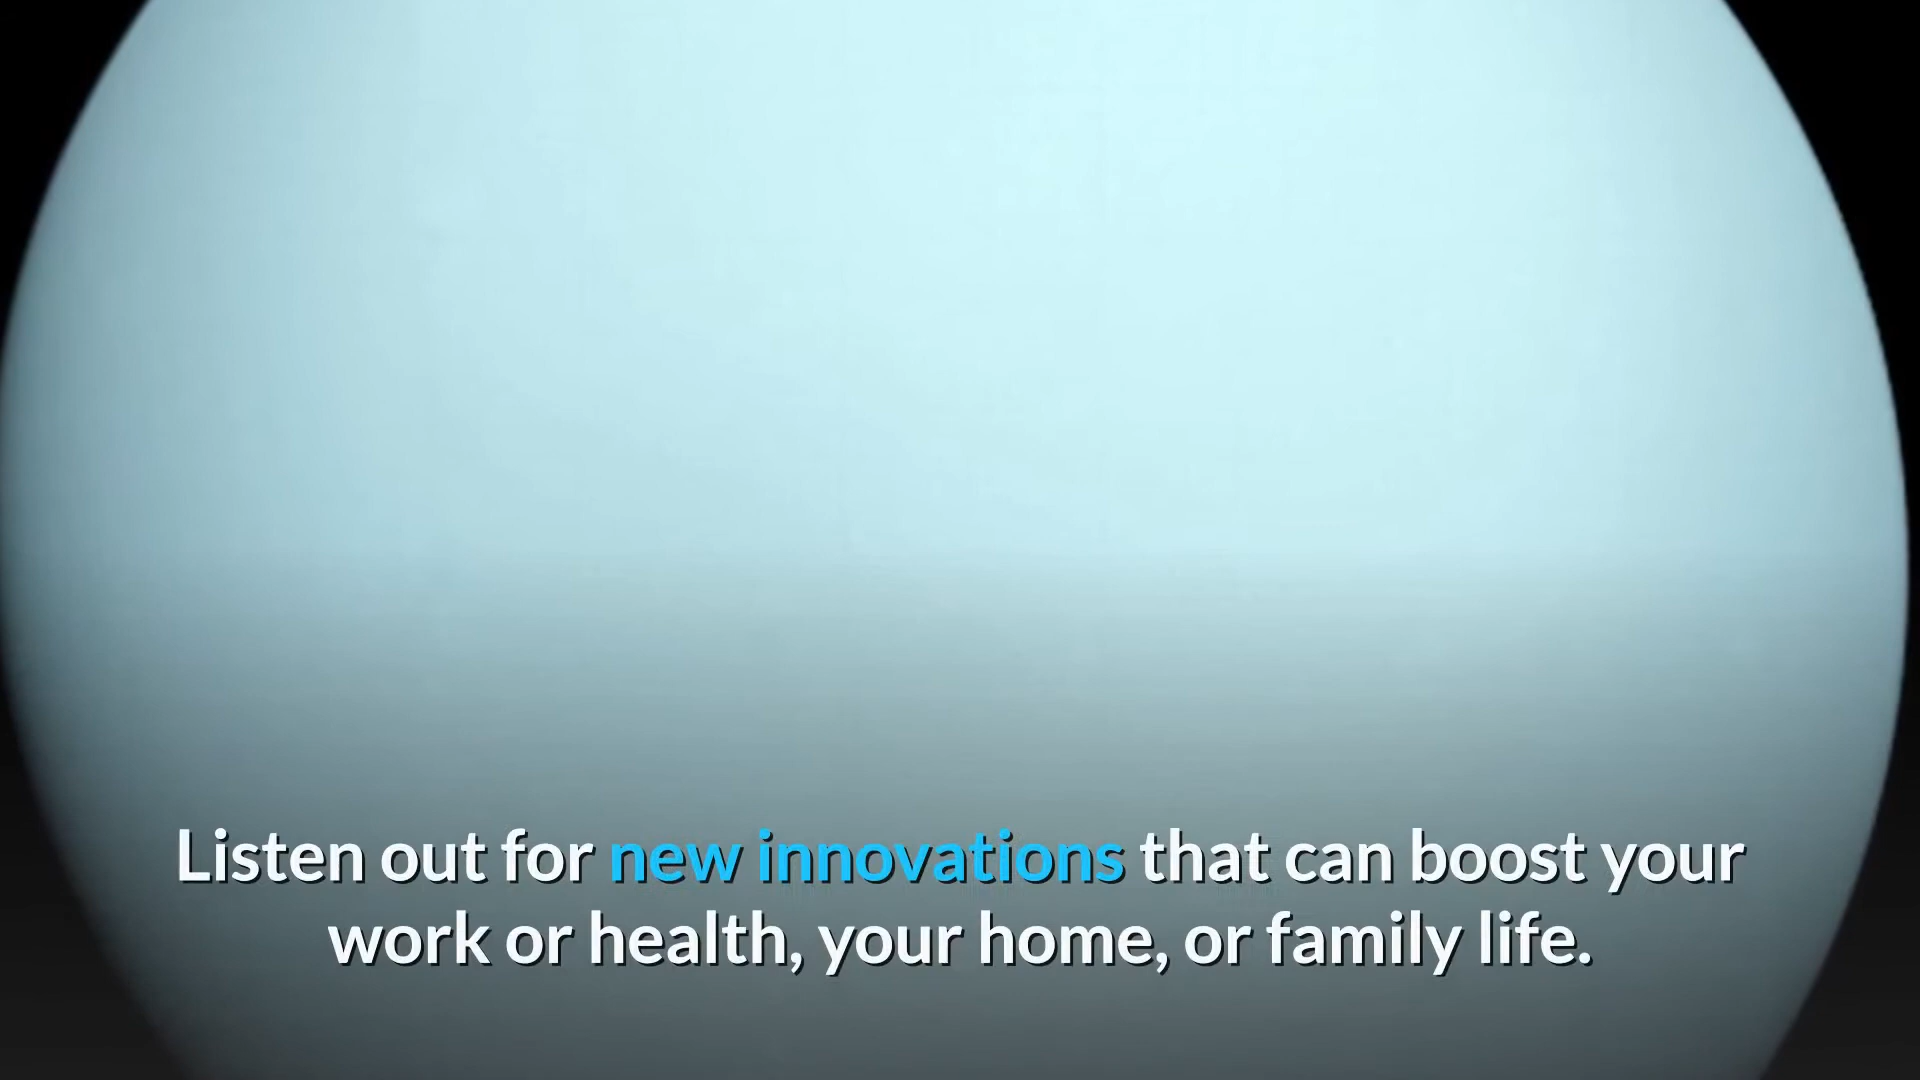 Listen out for new innovations that can boost your
work or health, your home, or family life.